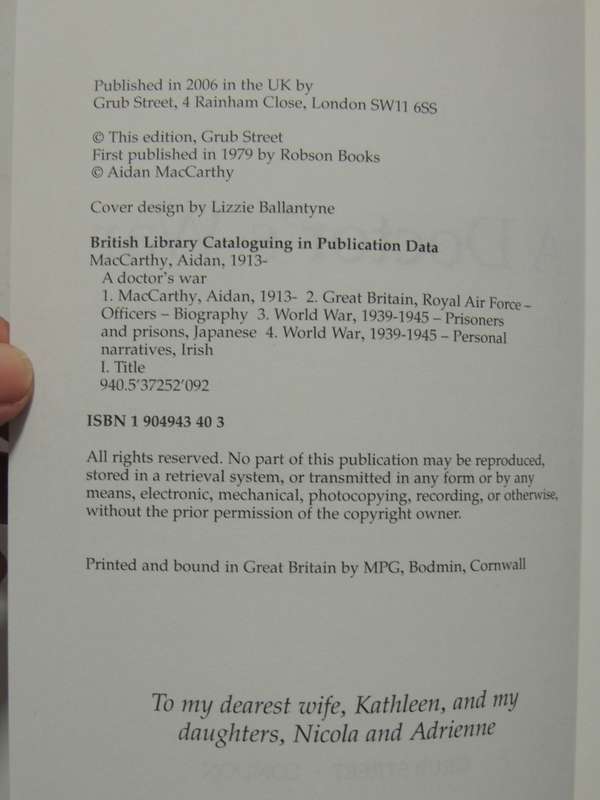 Published in 2006 in the UK by
Grub Street, 4 Rainham Close, London SW11 6SS
© This edition, Grub Street
First published in 1979 by Robson Books
© Aidan MacCarthy
Cover design by Lizzie Ballantyne
British Library Cataloguing in Publication Data
MacCarthy, Aidan, 1913-
A doctor's war
1. MacCarthy, Aidan, 1913- 2. Great Britain, Royal Air Force –
Officers – Biography 3. World War, 1939-1945 – Prisoners
and prisons, Japanese 4. World War, 1939-1945 – Personal
narratives, Irish
I. Title
940.5'37252'092
ISBN 1 904943 40 3
All rights reserved. No part of this publication may be reproduced,
stored in a retrieval system, or transmitted in any form or by any
means, electronic, mechanical, photocopying, recording, or otherwise,
without the prior permission of the copyright owner.
Printed and bound in Great Britain by MPG, Bodmin, Cornwall
To my dearest wife, Kathleen, and my
daughters, Nicola and Adrienne